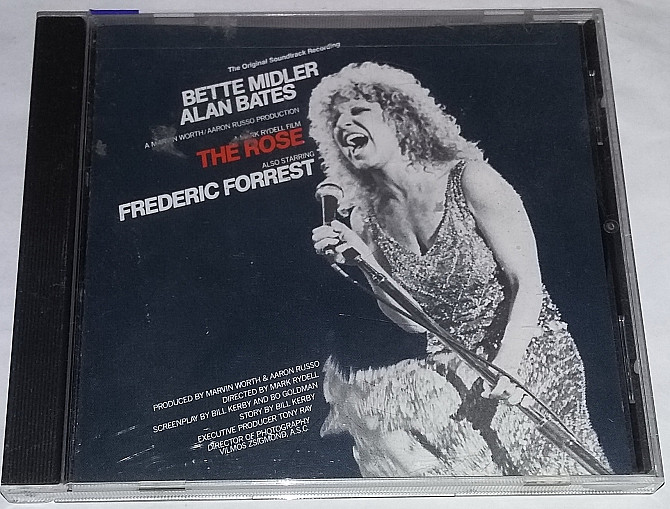 The Original Soundtrack Recording
BETTE MIDLER
ALAN BATES
A MARVIN WORTH/AARON RUSSO PRODUCTION
A MARK RYDELL FILM
THE ROSE
ALSO STARRING
FREDERIC FORREST
PRODUCED BY MARVIN WORTH & AARON RUSSO
DIRECTED BY MARK RYDELL
SCREENPLAY BY BILL KERBY AND BO GOLDMAN
STORY BY BILL KERBY
EXECUTIVE PRODUCER TONY RAY
DIRECTOR OF PHOTOGRAPHY
VILMOS ZSIGMOND, A.S.C.